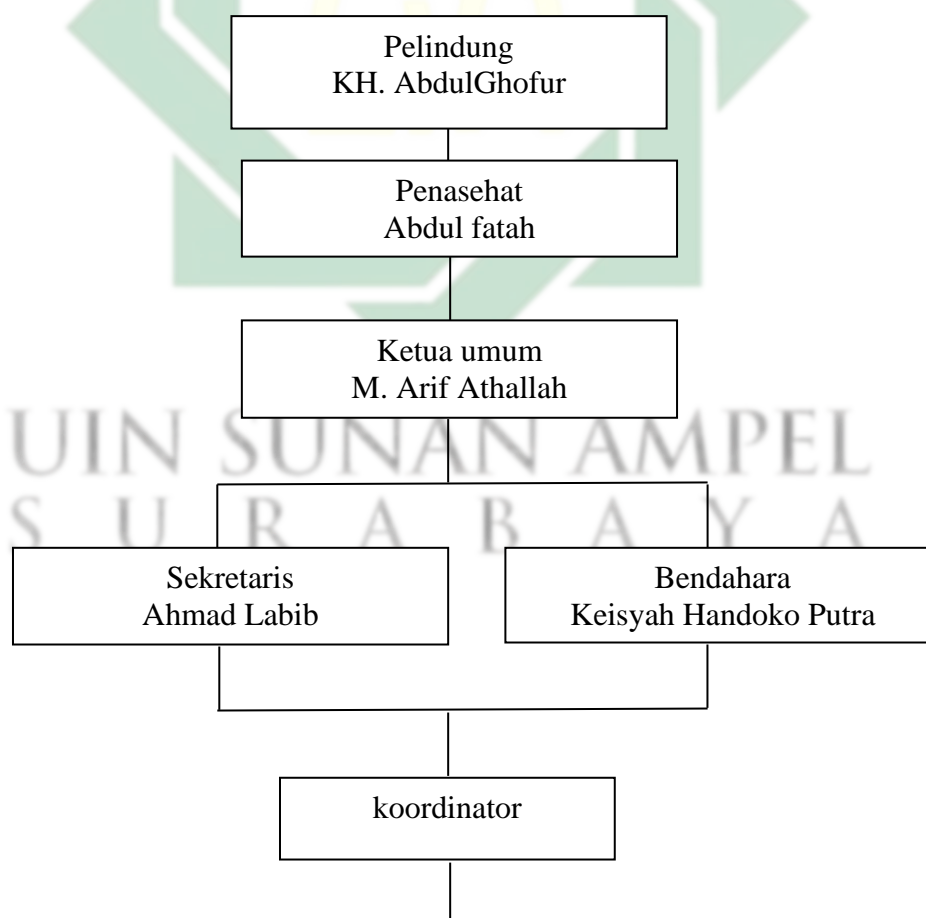 Pelindung
KH. AbdulGhofur
Penasehat
Abdul fatah
Ketua umum
M. Arif Athallah
UIN SUNAN AMPEL
S U R A B A Y A
Sekretaris
Ahmad Labib
Bendahara
Keisyah Handoko Putra
koordinator